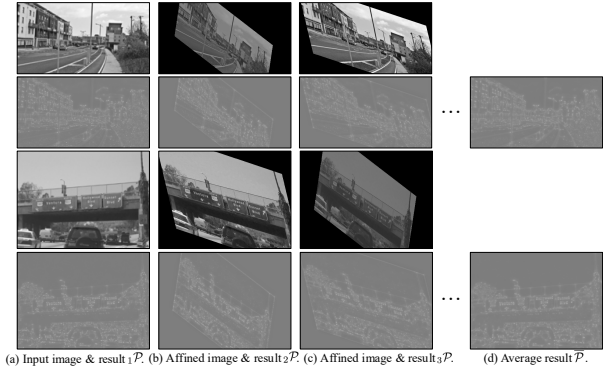 (a) Input image & result ₁𝒫. (b) Affined image & result ₂𝒫. (c) Affined image & result ₃𝒫. (d) Average result 𝒫̅.